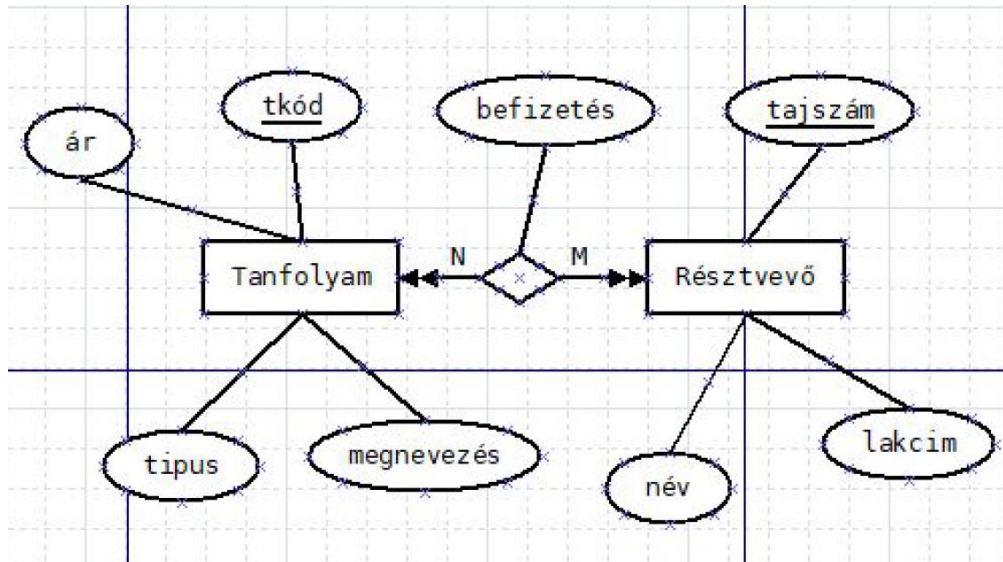 tkód
befizetés
tajszám
ár
N
M
Tanfolyam
Résztvevő
tipus
megnevezés
lakcim
név